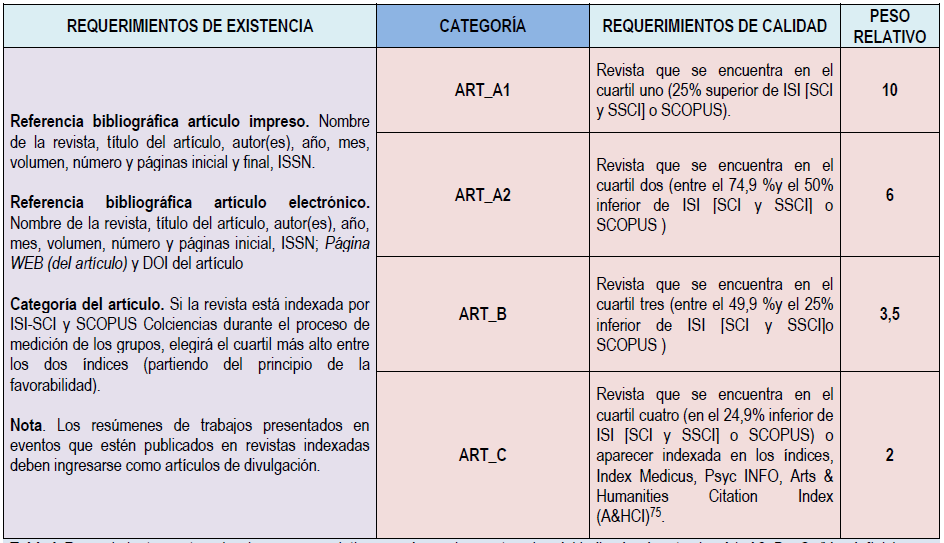 REQUERIMIENTOS DE EXISTENCIA
CATEGORÍA
REQUERIMIENTOS DE CALIDAD
PESO
RELATIVO
Referencia bibliográfica artículo impreso. Nombre
de la revista, título del artículo, autor(es), año, mes,
volumen, número y páginas inicial y final, ISSN.
Referencia bibliográfica artículo electrónico.
Nombre de la revista, título del artículo, autor(es), año,
mes, volumen, número y páginas inicial, ISSN; Página
WEB (del artículo) y DOI del artículo
Categoría del artículo. Si la revista está indexada por
ISI-SCI y SCOPUS Colciencias durante el proceso de
medición de los grupos, elegirá el cuartil más alto entre
los dos índices (partiendo del principio de la
favorabilidad).
Nota. Los resúmenes de trabajos presentados en
eventos que estén publicados en revistas indexadas
deben ingresarse como artículos de divulgación.
ART_A1
Revista que se encuentra en el
cuartil uno (25% superior de ISI [SCI
y SSCI] o SCOPUS).
10
ART_A2
Revista que se encuentra en el
cuartil dos (entre el 74,9 %y el 50%
inferior de ISI [SCI y SSCI] o
SCOPUS )
6
ART_B
Revista que se encuentra en el
cuartil tres (entre el 49,9 %y el 25%
inferior de ISI [SCI y SSCI]o
SCOPUS )
3,5
ART_C
Revista que se encuentra en el
cuartil cuatro (en el 24,9% inferior de
ISI [SCI y SSCI] o SCOPUS) o
aparecer indexada en los índices,
Index Medicus, Psyc INFO, Arts &
Humanities Citation Index
(A&HCI)75.
2